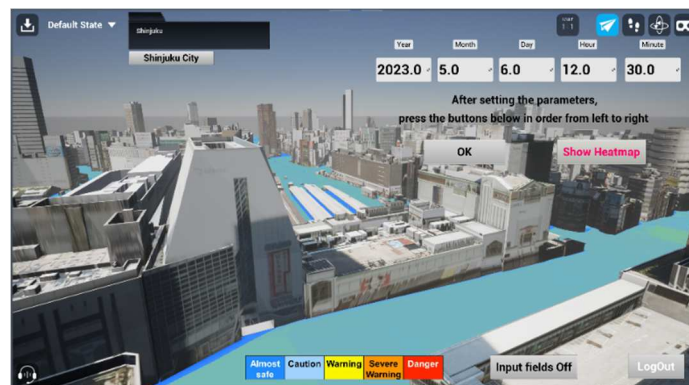 Default State
Shinjuku
Shinjuku City
Year Month Day Hour Minute
2023.0 5.0 6.0 12.0 30.0
After setting the parameters,
press the buttons below in order from left to right
OK Show Heatmap
Almost safe Caution Warning Severe Warning Danger
Input fields Off
LogOut